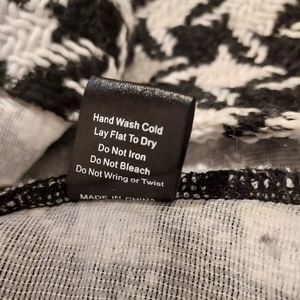 Hand Wash Cold
Lay Flat To Dry
Do Not Iron
Do Not Bleach
Do Not Wring or Twist
MADE IN CHINA